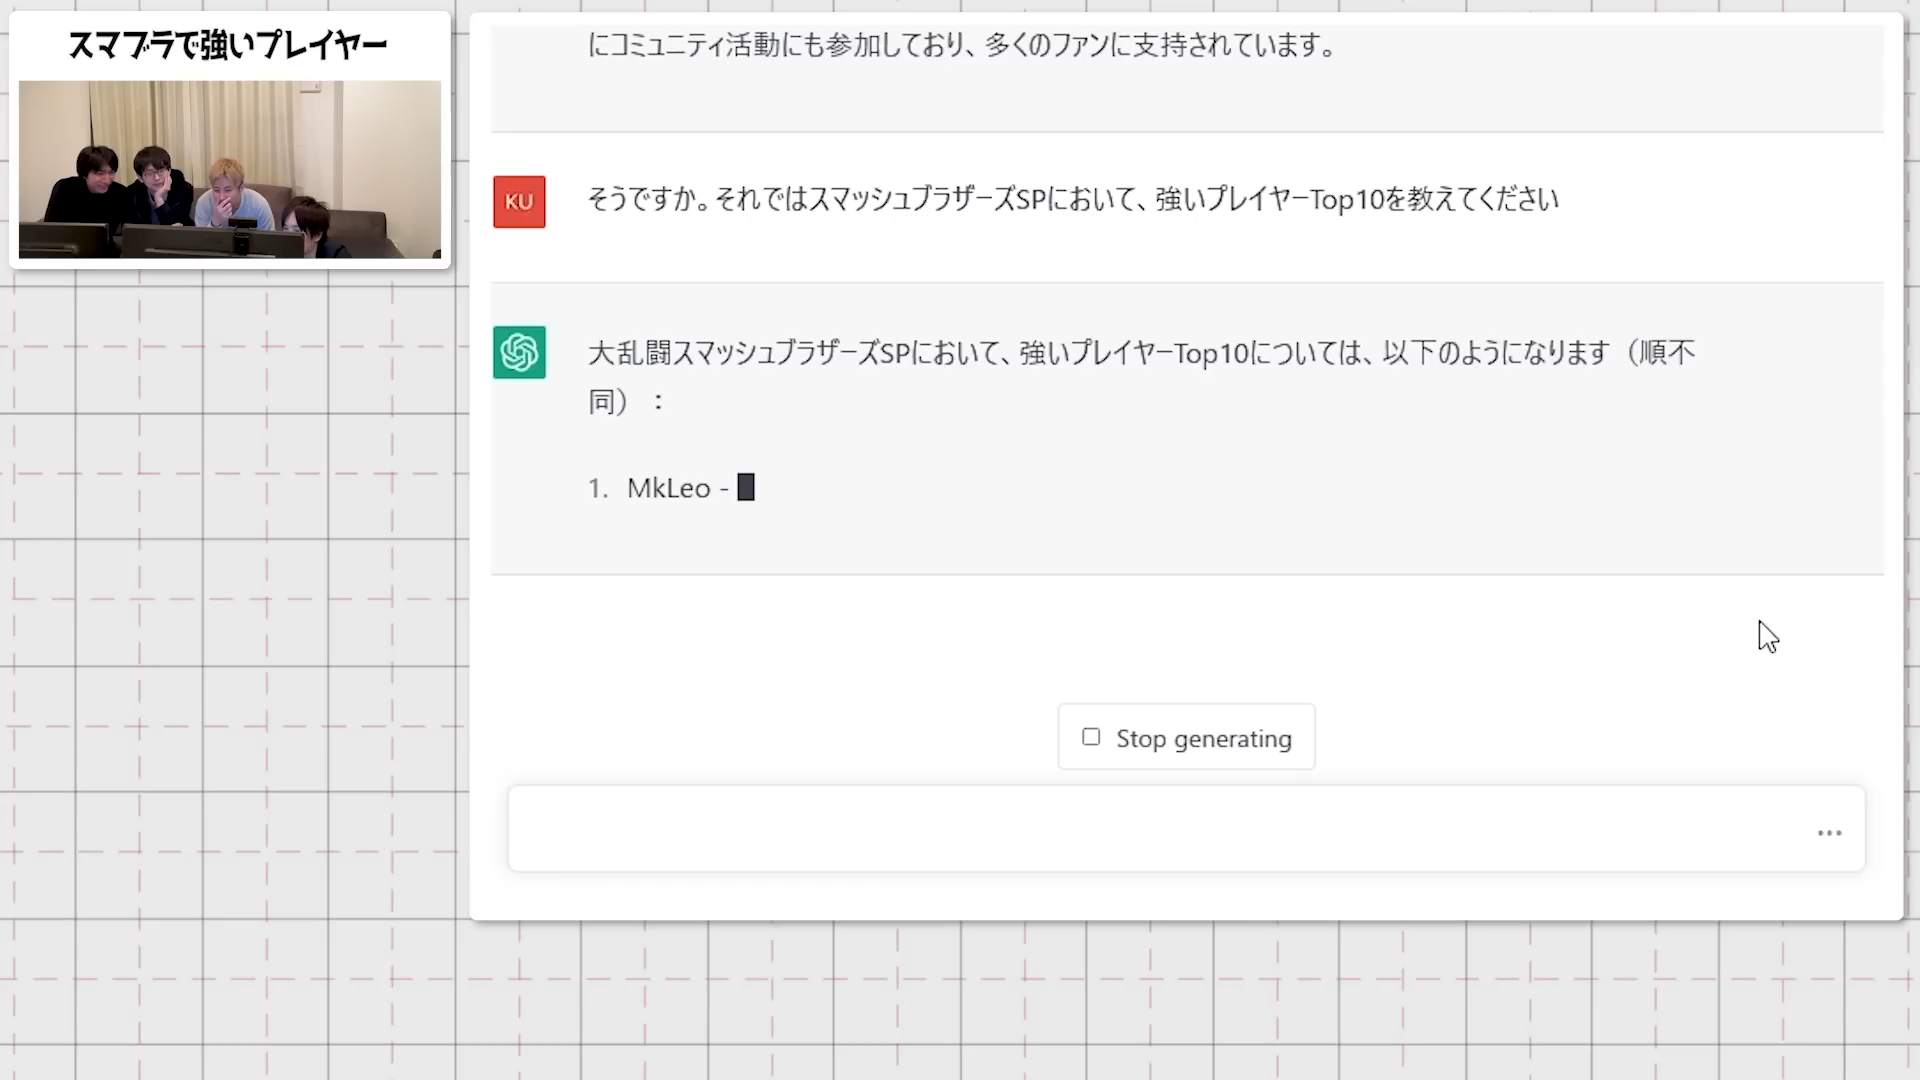 スマブラで強いプレイヤー
にコミュニティ活動にも参加しており、多くのファンに支持されています。
KU
そうですか。それではスマッシュブラザーズSPにおいて、強いプレイヤーTop10を教えてください
大乱闘スマッシュブラザーズSPにおいて、強いプレイヤーTop10については、以下のようになります（順不
同）：
1. MkLeo -
Stop generating